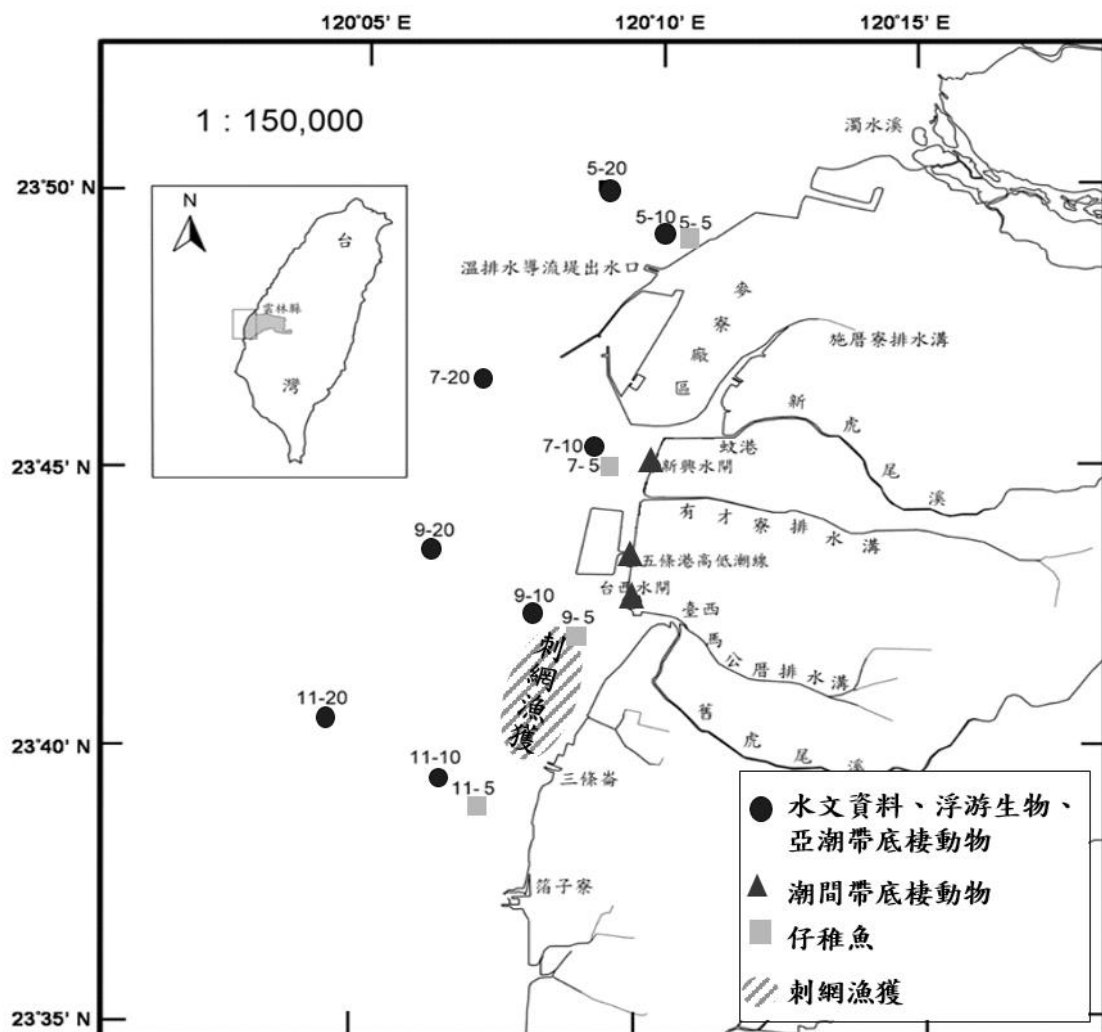 120°05' E
120°10' E
120°15' E
1 : 150,000
濁水溪
23°50' N
5-20
5-10
5-5
N
台
灣
雲林縣
溫排水導流堤出水口
麥寮廠區
施厝寮排水溝
7-20
新虎尾溪
7-10
蚊港
23°45' N
7-5
新興水閘
有才寮排水溝
9-20
五條港高低潮線
台西水閘
9-10
9-5
臺西
馬公厝排水溝
刺網漁獲
11-20
舊虎尾溪
23°40' N
11-10
三條崙
11-5
水文資料、浮游生物、
亞潮帶底棲動物
箔子寮
潮間帶底棲動物
仔稚魚
刺網漁獲
23°35' N